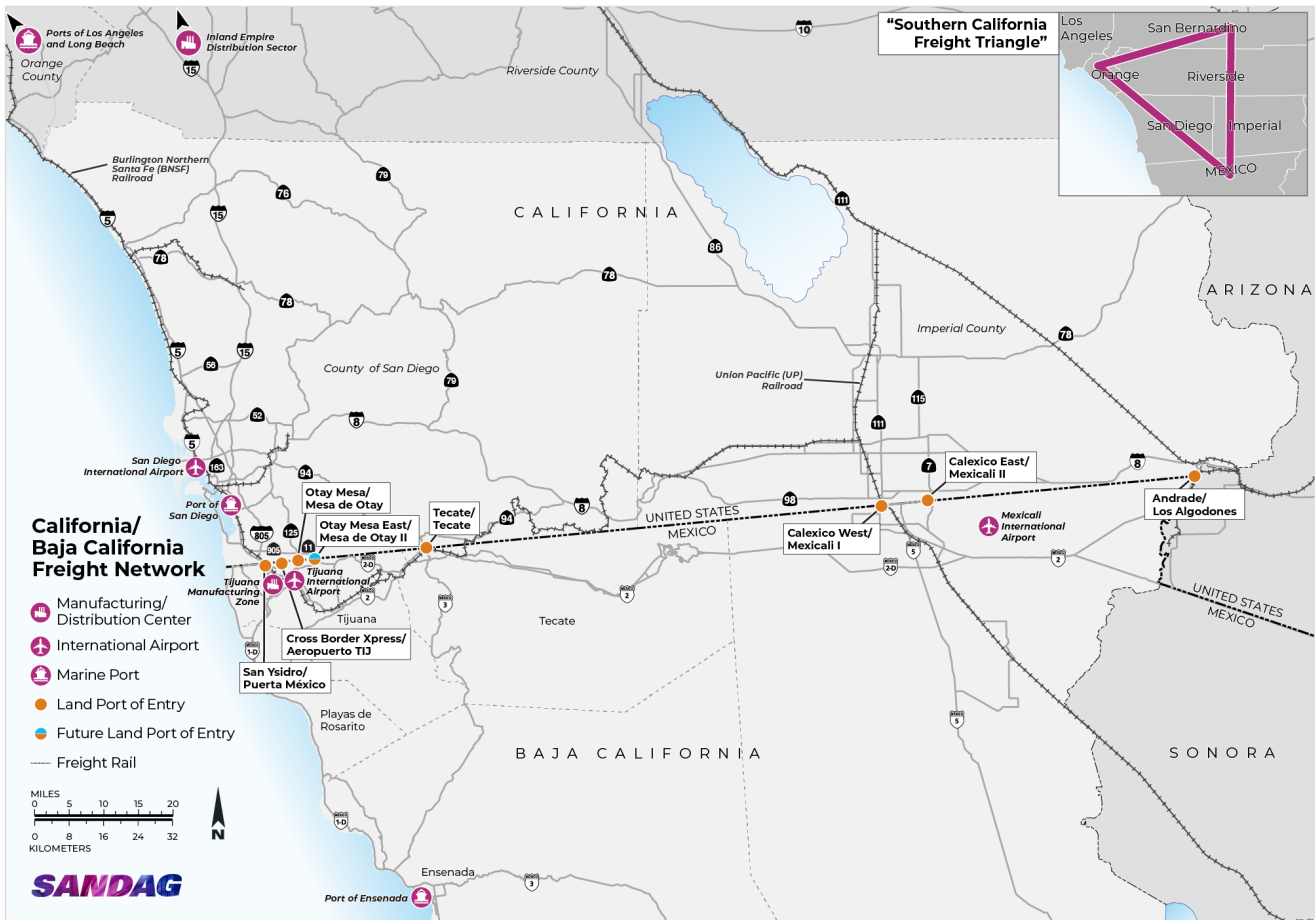 Ports of Los Angeles
and Long Beach
Orange
County
Inland Empire
Distribution Sector
15
Riverside County
10
"Southern California
Freight Triangle"
Los
Angeles
San Bernardino
Orange
Riverside
San Diego
Imperial
MEXICO
Burlington Northern
Santa Fe (BNSF)
Railroad
79
76
15
5
111
CALIFORNIA
86
78
78
78
ARIZONA
Imperial County
78
5
56
15
County of San Diego
79
Union Pacific (UP)
Railroad
115
52
8
111
5
San Diego
International Airport
163
94
7
Calexico East/
Mexicali II
8
Otay Mesa/
Mesa de Otay
Port of
San Diego
Otay Mesa East/
Mesa de Otay II
Tecate/
Tecate
94
8
98
UNITED STATES
MEXICO
Calexico West/
Mexicali I
Mexicali
International
Airport
Andrade/
Los Algodones
805
125
905
11
2-D
2
5
2-D
2
California/
Baja California
Freight Network
Tijuana
Manufacturing
Zone
Tijuana
International
Airport
2
3
Tijuana
Tecate
UNITED STATES
MEXICO
Cross Border Xpress/
Aeropuerto TIJ
1-D
San Ysidro/
Puerta México
Manufacturing/
Distribution Center
International Airport
Marine Port
Land Port of Entry
Future Land Port of Entry
Freight Rail
Playas de
Rosarito
5
BAJA CALIFORNIA
SONORA
MILES
0 5 10 15 20
0 8 16 24 32
KILOMETERS
N
1-D
SANDAG
Ensenada
3
Port of Ensenada